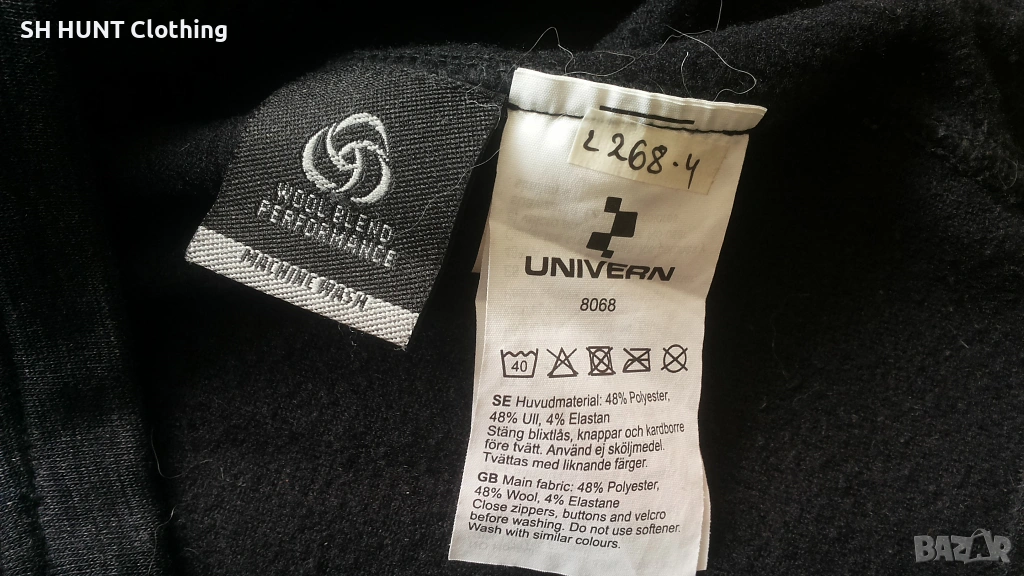 SH HUNT Clothing
WOOL BLEND
PERFORMANCE
MACHINE WASH
L 268.4
UNIVERN
8068
40
SE Huvudmaterial: 48% Polyester,
48% Ull, 4% Elastan
Stäng blixtlås, knappar och kardborre
före tvätt. Använd ej sköljmedel.
Tvättas med liknande färger.
GB Main fabric: 48% Polyester,
48% Wool, 4% Elastane
Close zippers, buttons and velcro
before washing. Do not use softener.
Wash with similar colours.
BAZAR